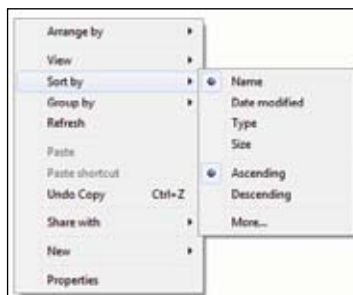 Arrange by
View
Sort by
Group by
Refresh
Paste
Paste shortcut
Undo Copy Ctrl+Z
Share with
New
Properties
Name
Date modified
Type
Size
Ascending
Descending
More...